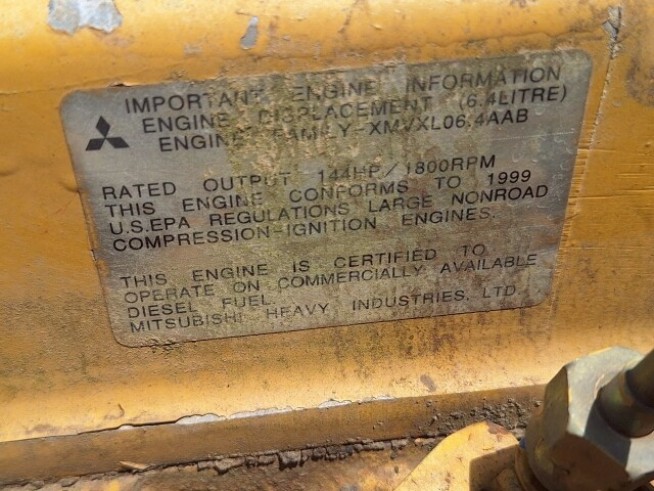 IMPORTANT ENGINE INFORMATION
ENGINE DISPLACEMENT (6.4LITRE)
ENGINE FAMILY-XMVXL06.4AAB
RATED OUTPUT 144HP/1800RPM
THIS ENGINE CONFORMS TO 1999
U.S.EPA REGULATIONS LARGE NONROAD
COMPRESSION-IGNITION ENGINES.
THIS ENGINE IS CERTIFIED TO
OPERATE ON COMMERCIALLY AVAILABLE
DIESEL FUEL.
MITSUBISHI HEAVY INDUSTRIES, LTD.